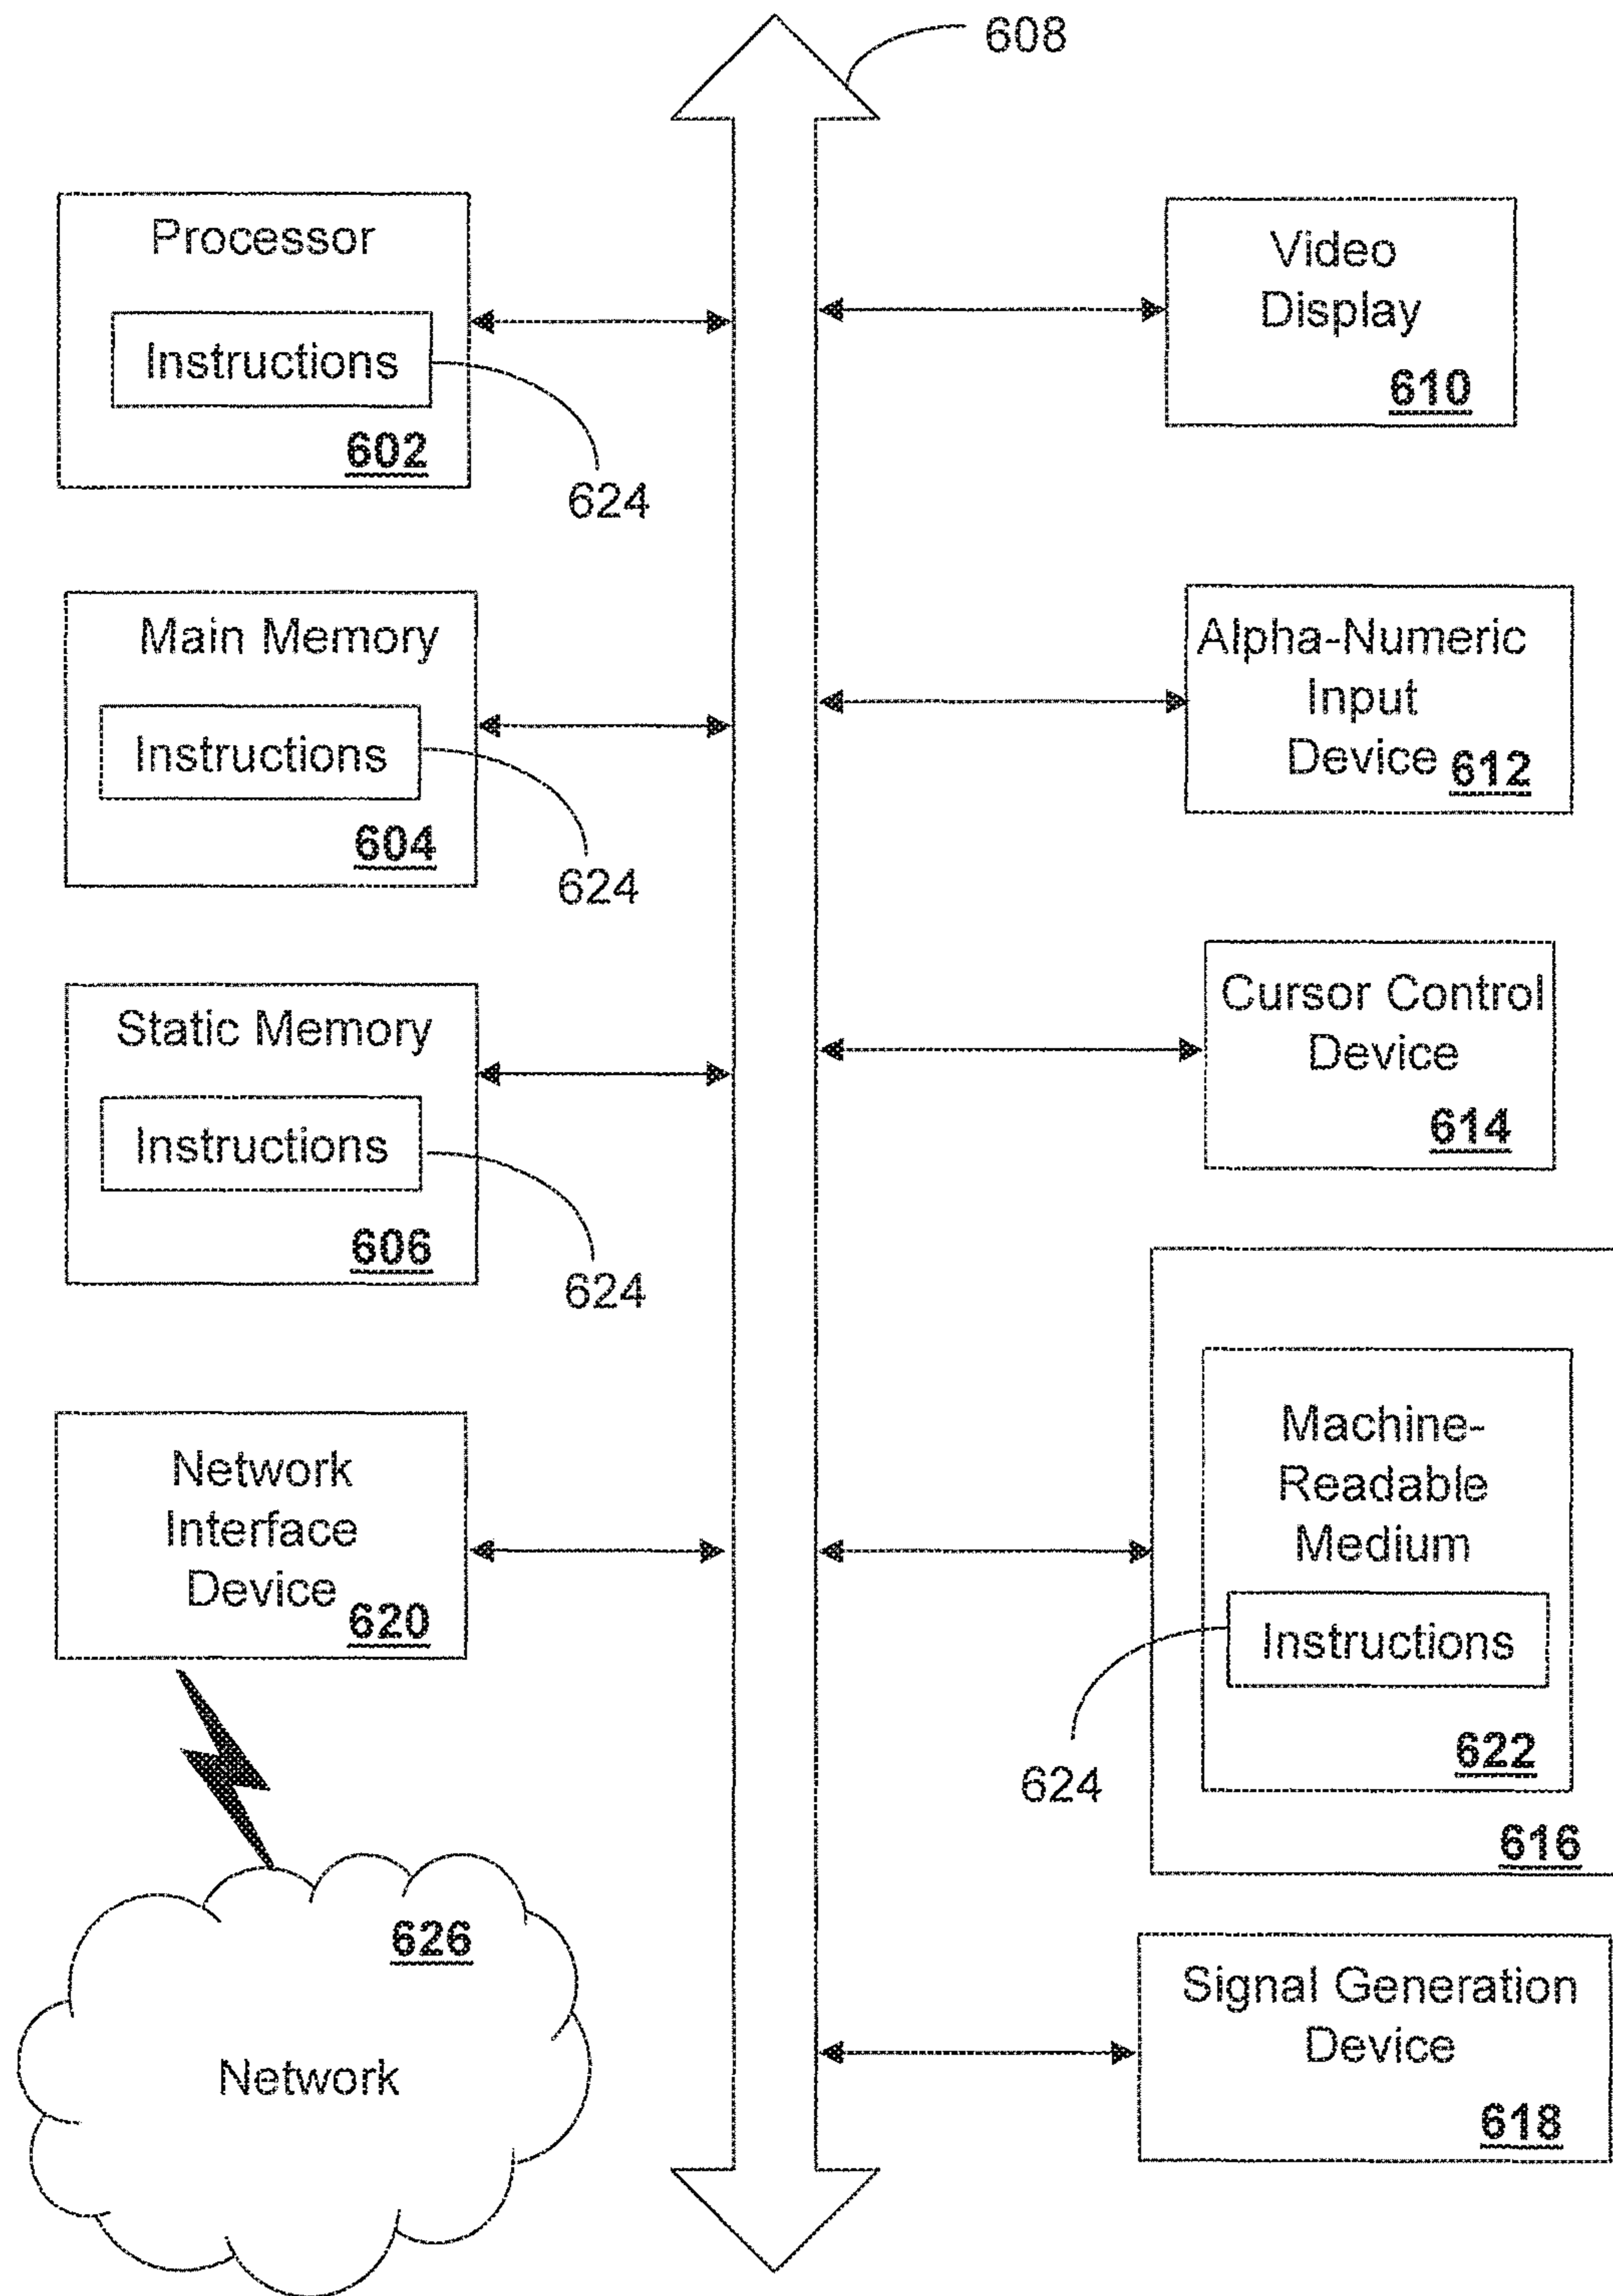 608
Processor
Instructions
602
624
Main Memory
Instructions
604
624
Static Memory
Instructions
606
624
Network
Interface
Device
620
626
Network
Video
Display
610
Alpha-Numeric
Input
Device 612
Cursor Control
Device
614
Machine-
Readable
Medium
Instructions
622
624
616
Signal Generation
Device
618